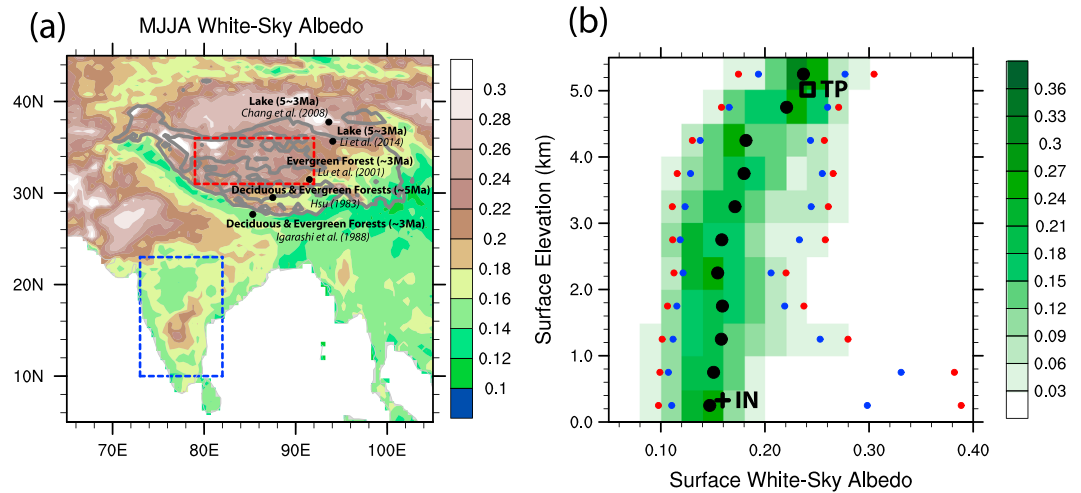 (a)
MJJA White-Sky Albedo
40N
30N
20N
10N
70E
80E
90E
100E
Lake (5~3Ma)
Chang et al. (2008)
Lake (5~3Ma)
Li et al. (2014)
Evergreen Forest (~3Ma)
Lu et al. (2001)
Deciduous & Evergreen Forests (~5Ma)
Hsu (1983)
Deciduous & Evergreen Forests (~3Ma)
Igarashi et al. (1988)
0.3
0.26
0.24
0.22
0.2
0.18
0.16
0.14
0.12
0.1
(b)
Surface Elevation (km)
5.0
4.0
3.0
2.0
1.0
0.0
TP
IN
0.10
0.20
0.30
0.40
Surface White-Sky Albedo
0.36
0.3
0.27
0.24
0.21
0.18
0.15
0.12
0.09
0.06
0.03